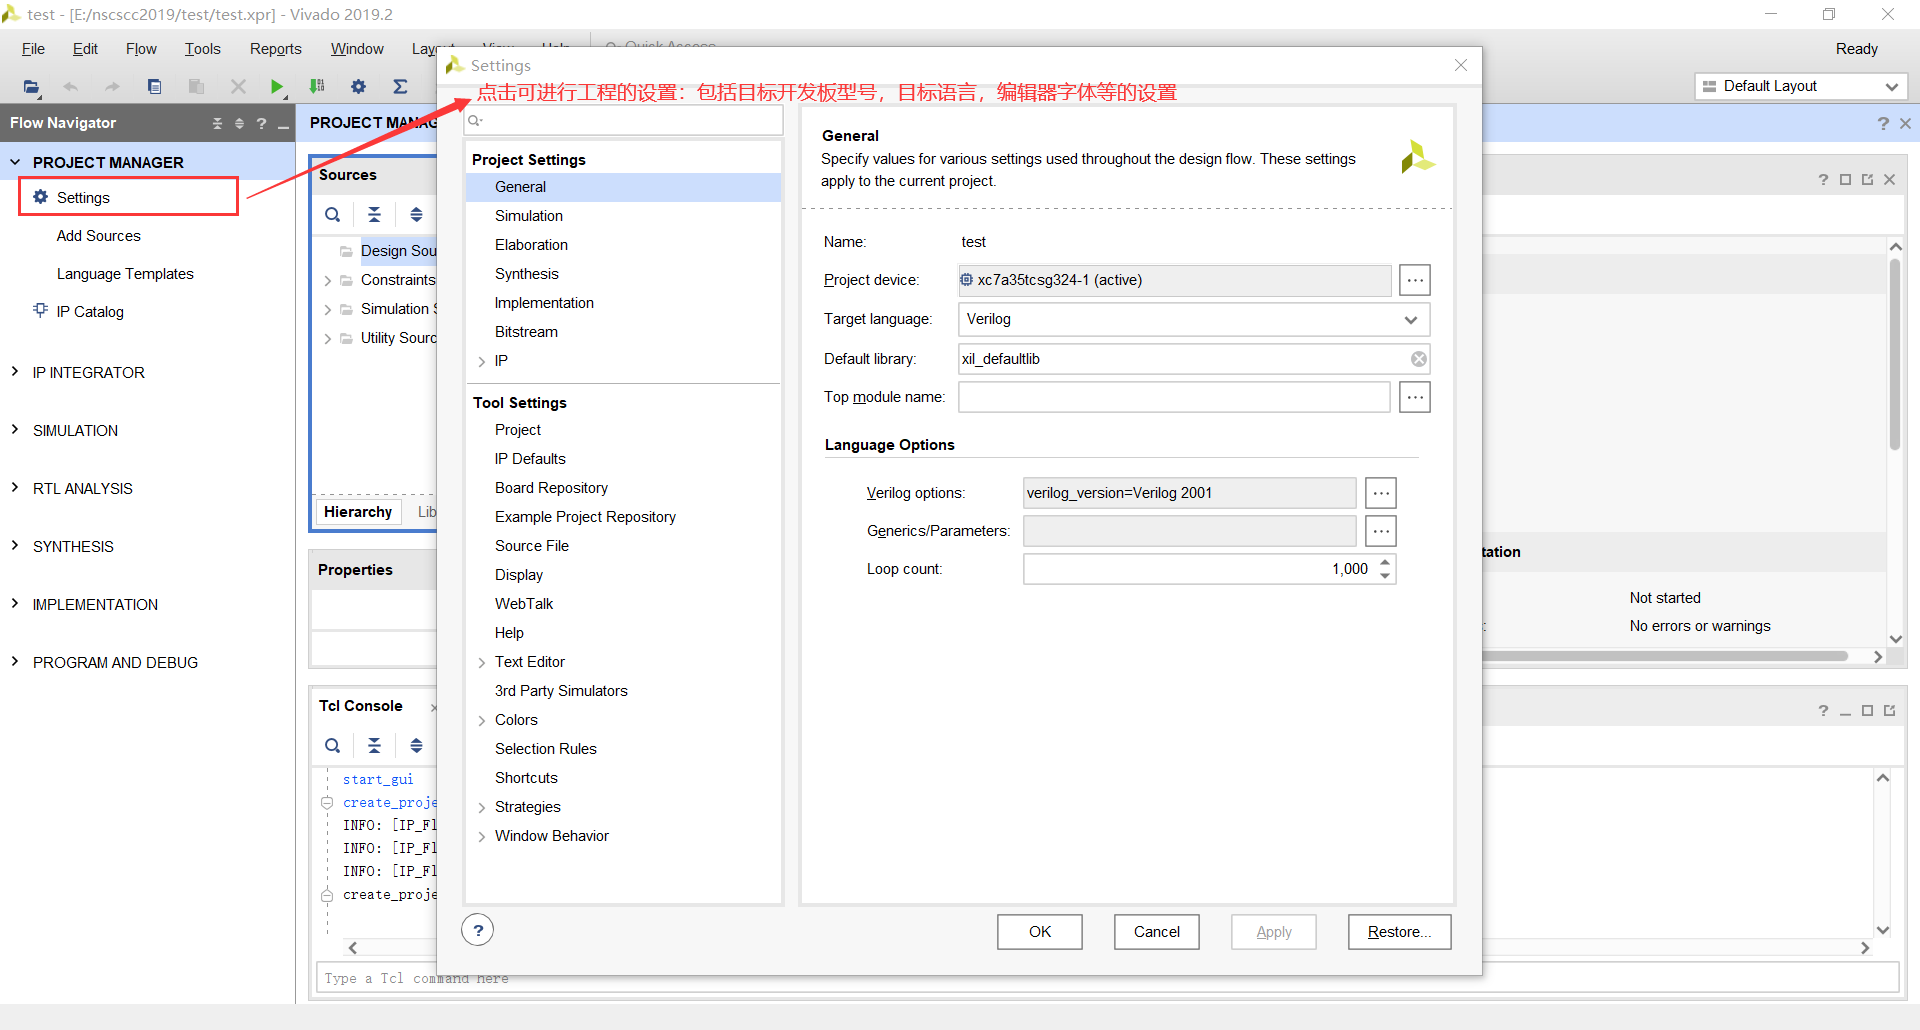 test - [E:/nscscc2019/test/test.xpr] - Vivado 2019.2
File Edit Flow Tools Reports Window Layout View Help Quick Access
Ready
Default Layout
Settings
点击可进行工程的设置：包括目标开发板型号，目标语言，编辑器字体等的设置
Flow Navigator
PROJECT MANAGER
Settings
Add Sources
Language Templates
IP Catalog
IP INTEGRATOR
SIMULATION
RTL ANALYSIS
SYNTHESIS
IMPLEMENTATION
PROGRAM AND DEBUG
PROJECT MANAG
Sources
Design Sou
Constraints
Simulation S
Utility Sourc
Hierarchy Lib
Properties
Tcl Console
start_gui
create_proje
INFO: [IP_Fl
INFO: [IP_Fl
INFO: [IP_Fl
create_proje
Type a Tcl command here
Project Settings
General
Simulation
Elaboration
Synthesis
Implementation
Bitstream
IP
Tool Settings
Project
IP Defaults
Board Repository
Example Project Repository
Source File
Display
WebTalk
Help
Text Editor
3rd Party Simulators
Colors
Selection Rules
Shortcuts
Strategies
Window Behavior
General
Specify values for various settings used throughout the design flow. These settings
apply to the current project.
Name: test
Project device: xc7a35tcsg324-1 (active)
Target language: Verilog
Default library: xil_defaultlib
Top module name:
Language Options
Verilog options: verilog_version=Verilog 2001
Generics/Parameters:
Loop count: 1,000
OK Cancel Apply Restore...
tation
Not started
No errors or warnings